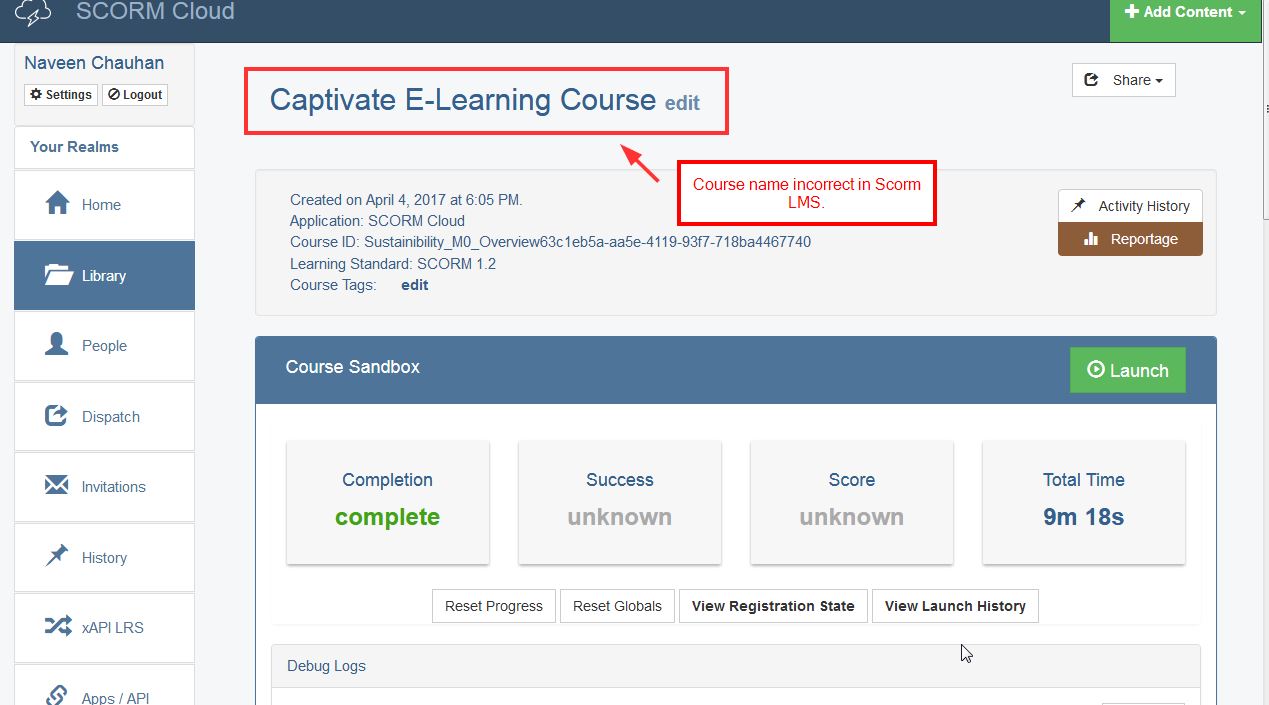 SCORM Cloud
Add Content
Naveen Chauhan
Settings
Logout
Your Realms
Home
Library
People
Dispatch
Invitations
History
xAPI LRS
Apps / API
Captivate E-Learning Course edit
Share
Course name incorrect in Scorm
LMS.
Created on April 4, 2017 at 6:05 PM.
Application: SCORM Cloud
Course ID: Sustainability_M0_Overview63c1eb5a-aa5e-4119-93f7-718ba4467740
Learning Standard: SCORM 1.2
Course Tags: edit
Activity History
Reportage
Course Sandbox
Launch
Completion
complete
Success
unknown
Score
unknown
Total Time
9m 18s
Reset Progress
Reset Globals
View Registration State
View Launch History
Debug Logs